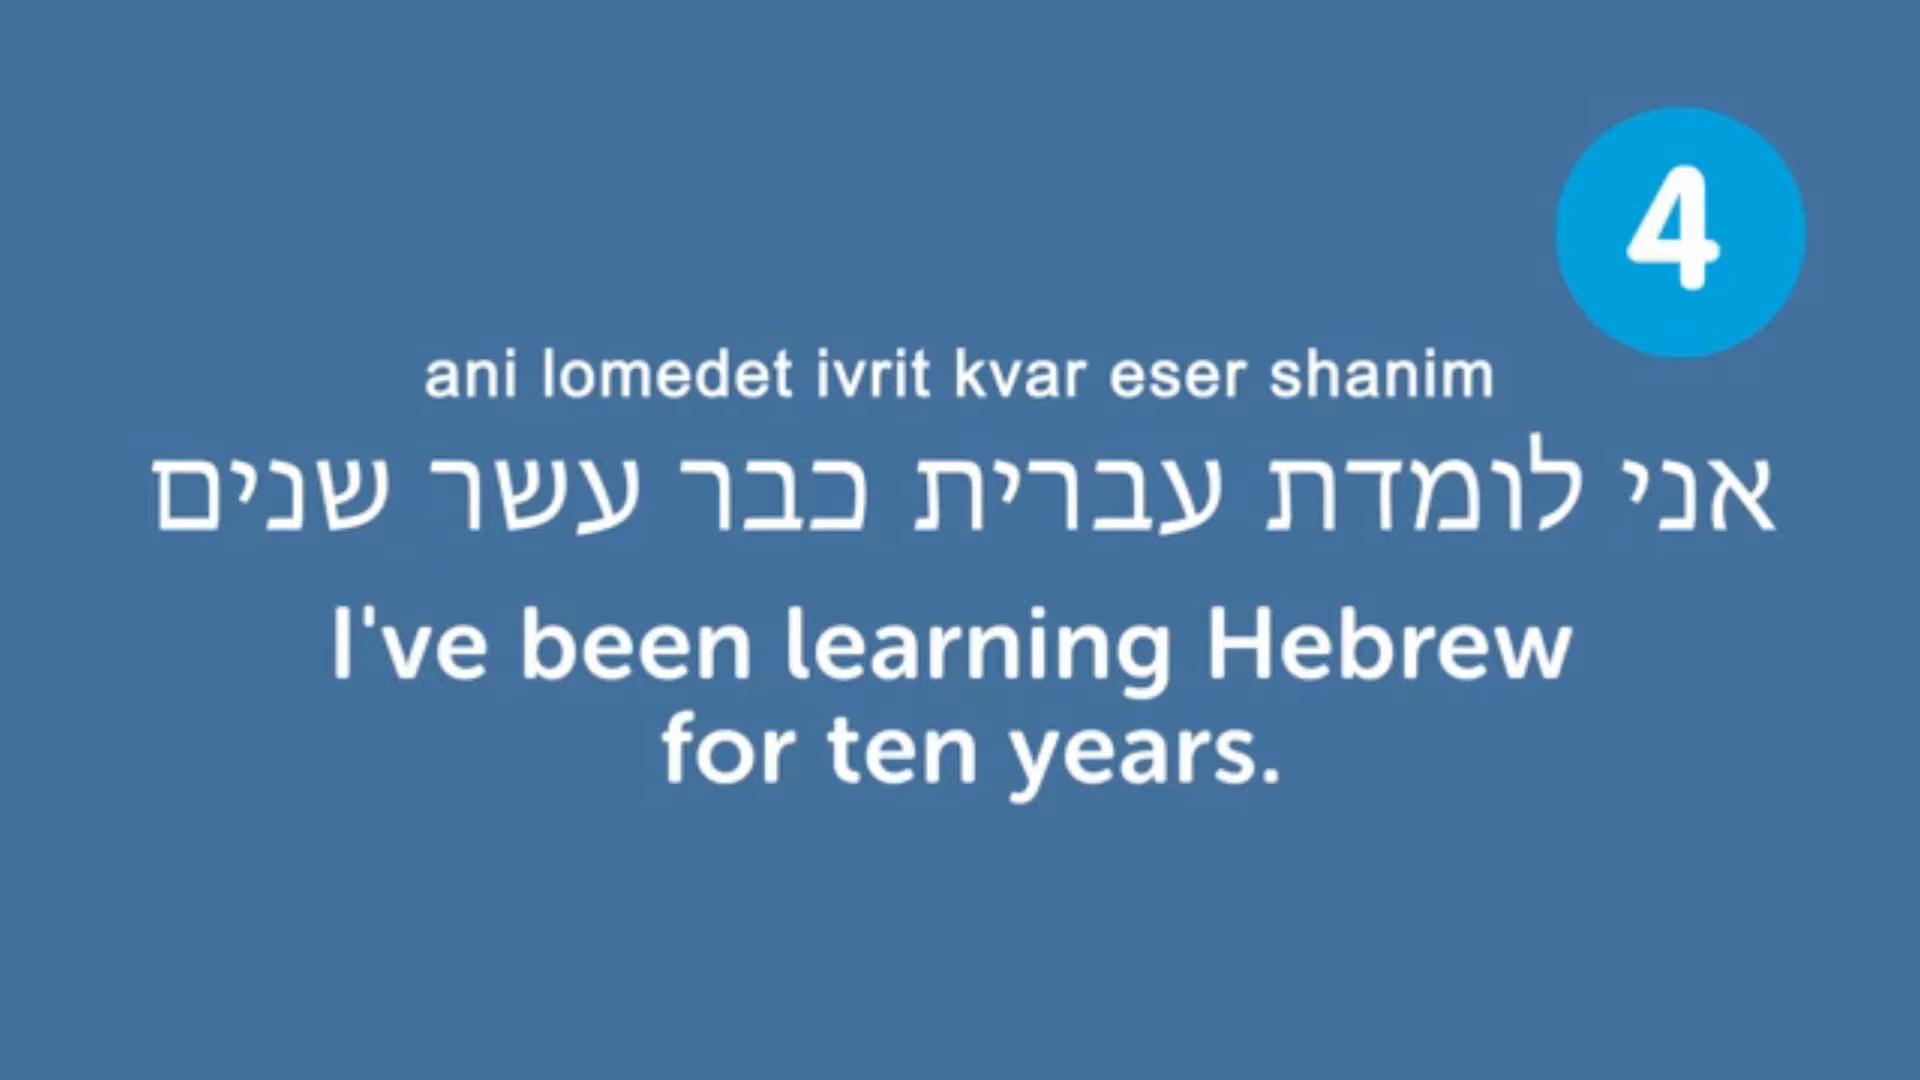 4
ani lomedet ivrit kvar eser shanim
אני לומדת עברית כבר עשר שנים
I've been learning Hebrew
for ten years.